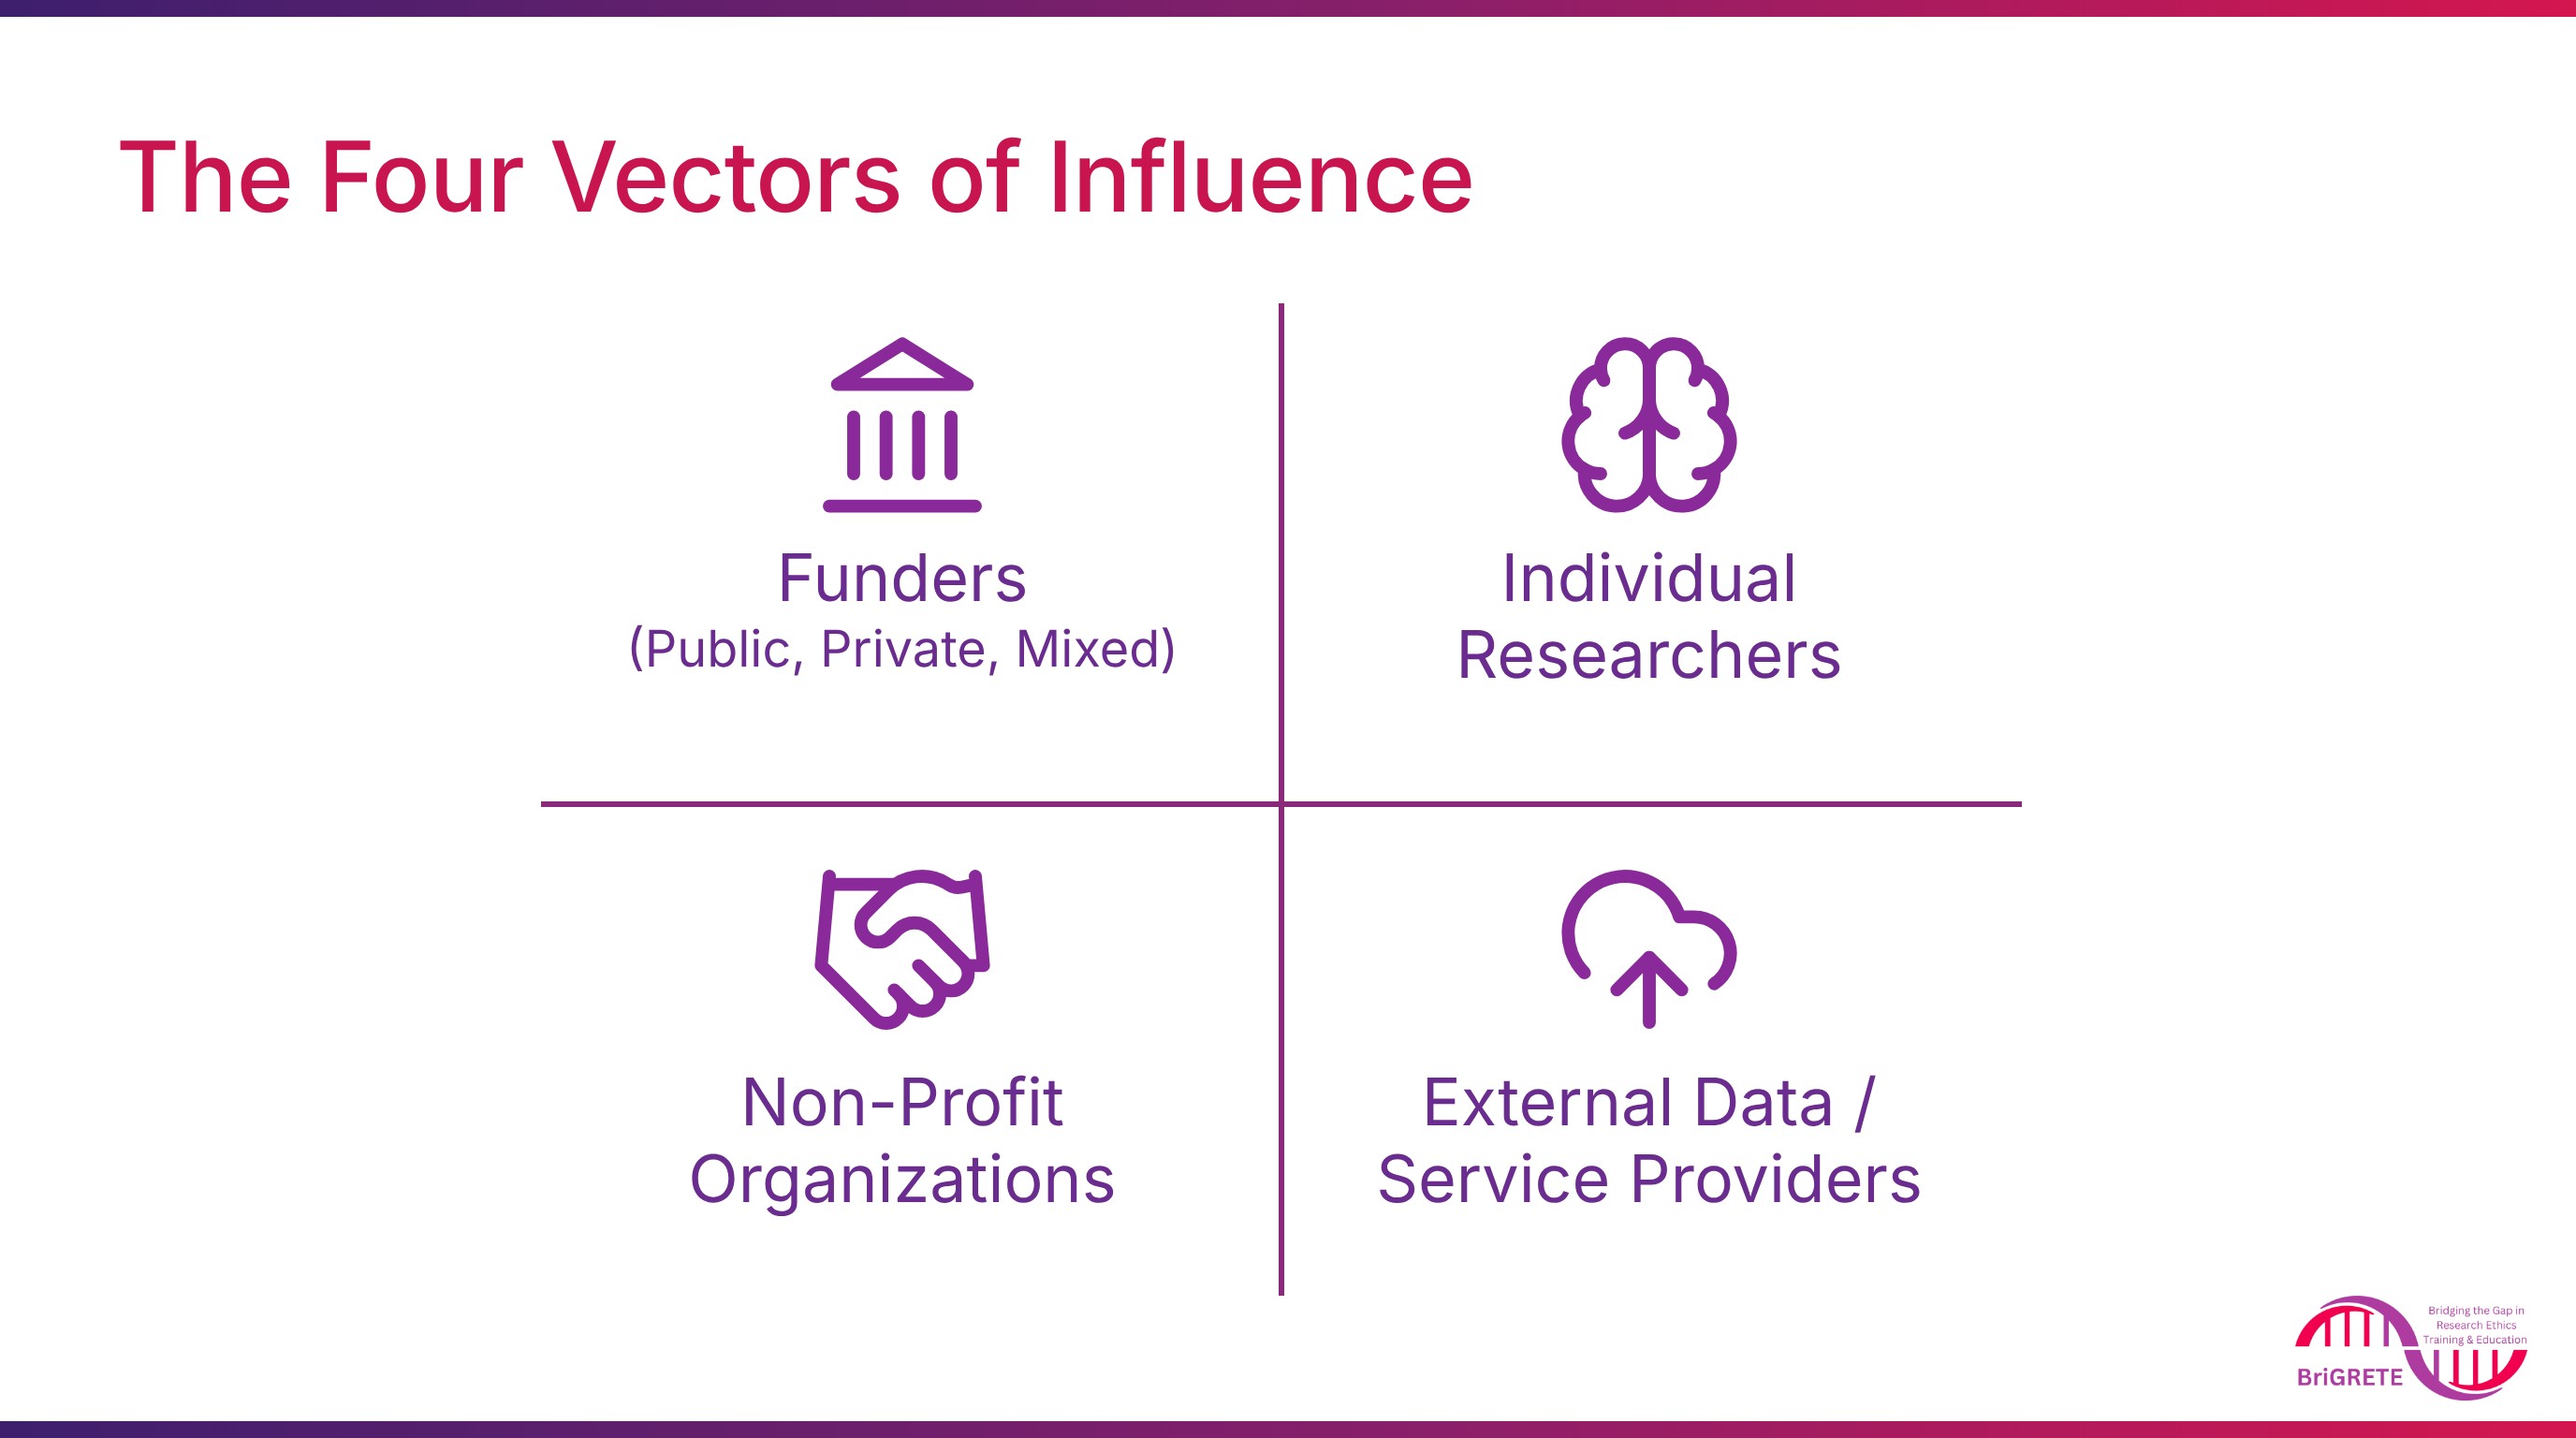 The Four Vectors of Influence
Funders
(Public, Private, Mixed)
Individual
Researchers
Non-Profit
Organizations
External Data /
Service Providers
Bridging the Gap in
Research Ethics
Training & Education
BriGRETE